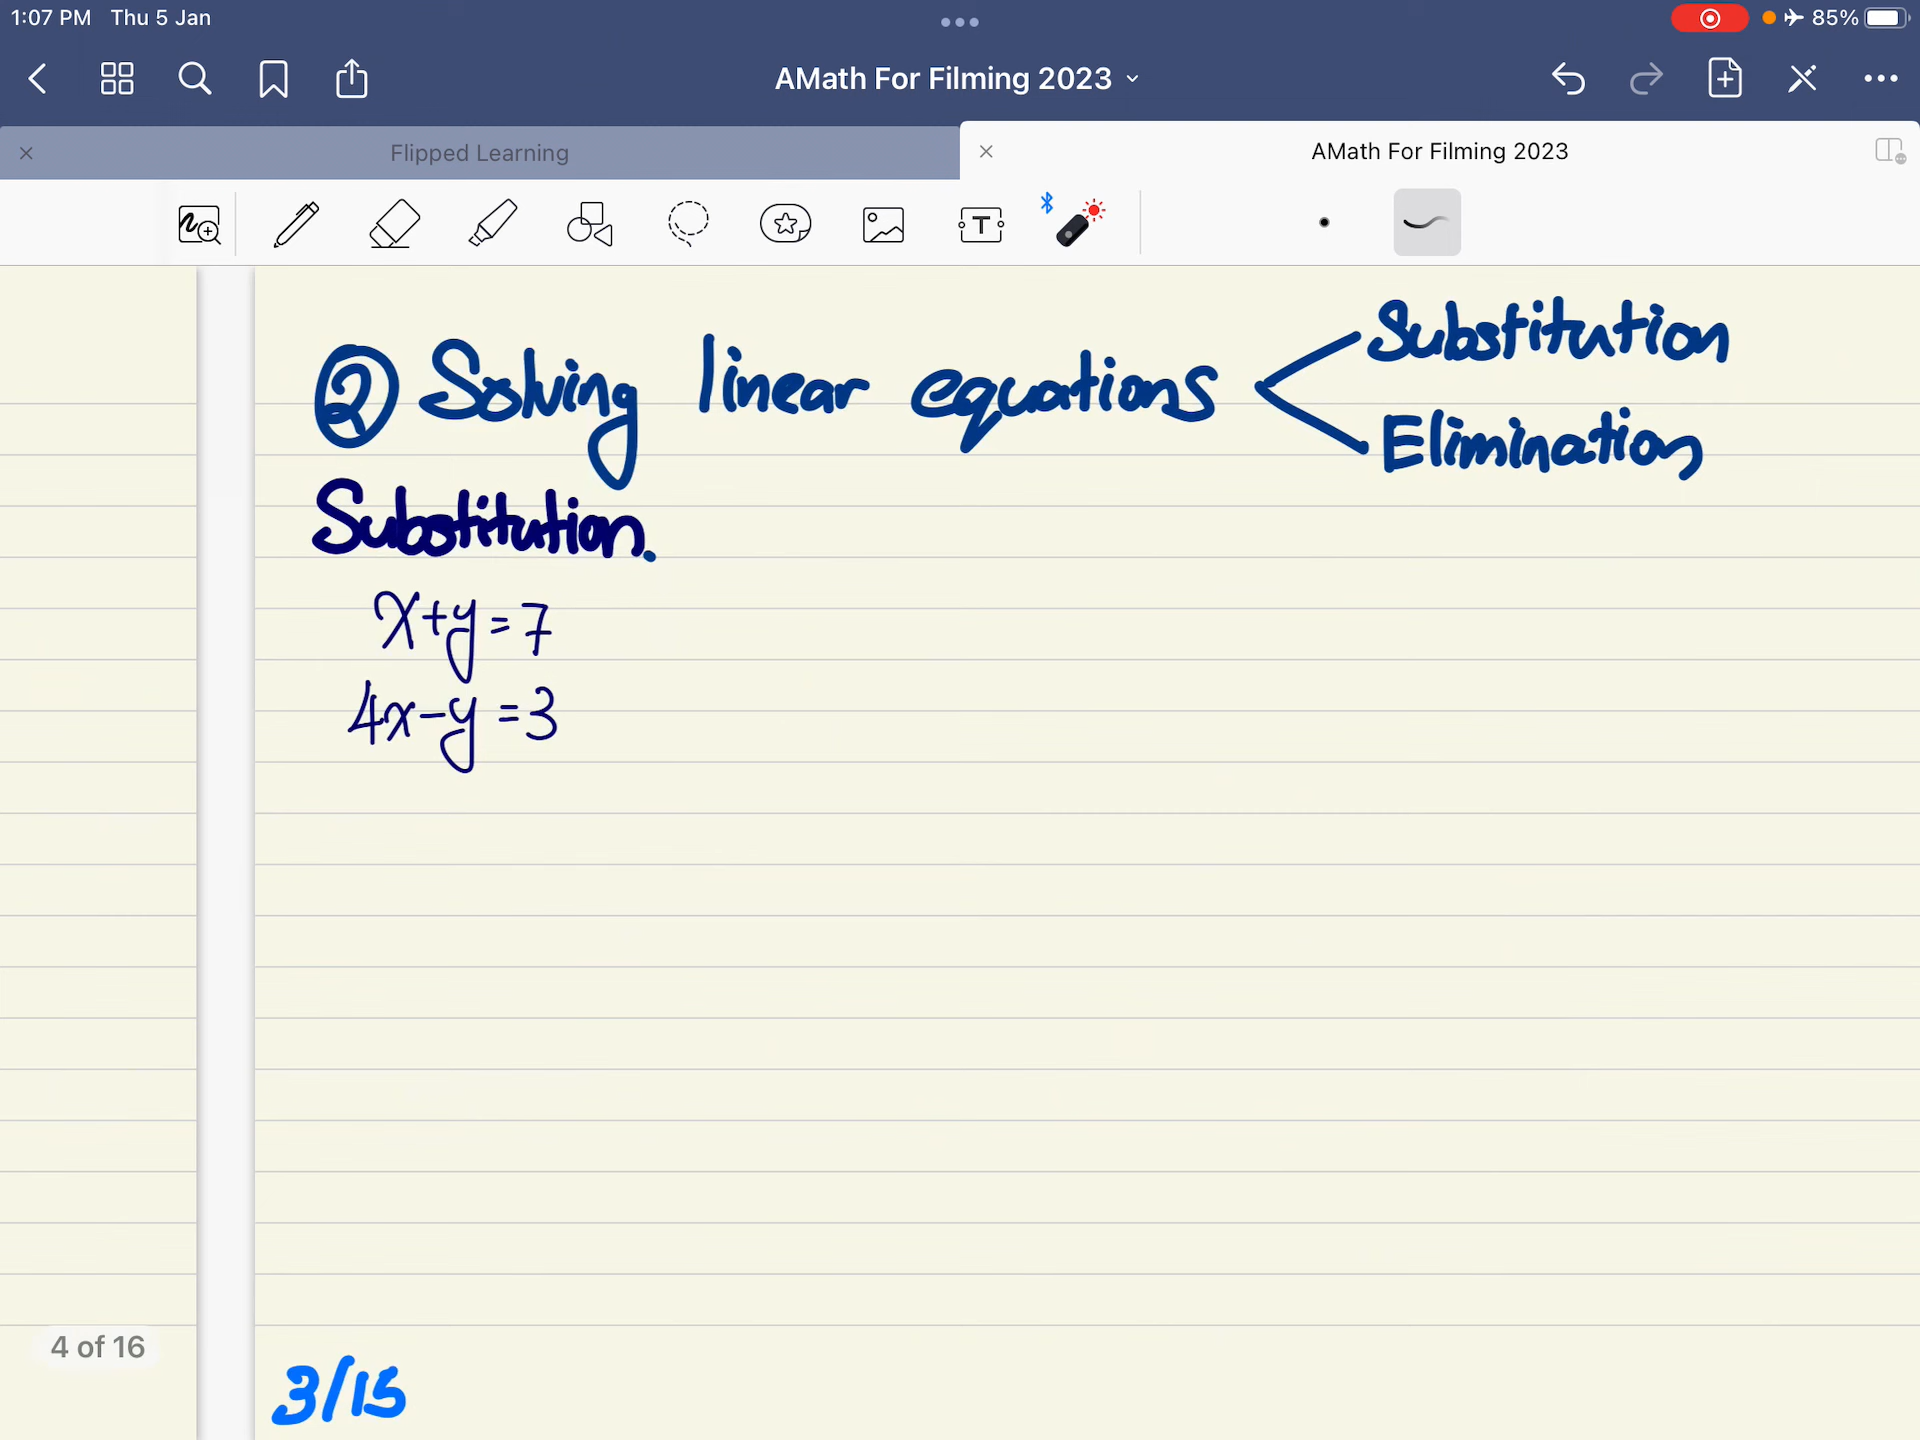 1:07 PM Thu 5 Jan 85%
AMath For Filming 2023
Flipped Learning AMath For Filming 2023
T
② Solving linear equations
Substitution
Elimination
Substitution.
x+y=7
4x-y=3
4 of 16
3/15